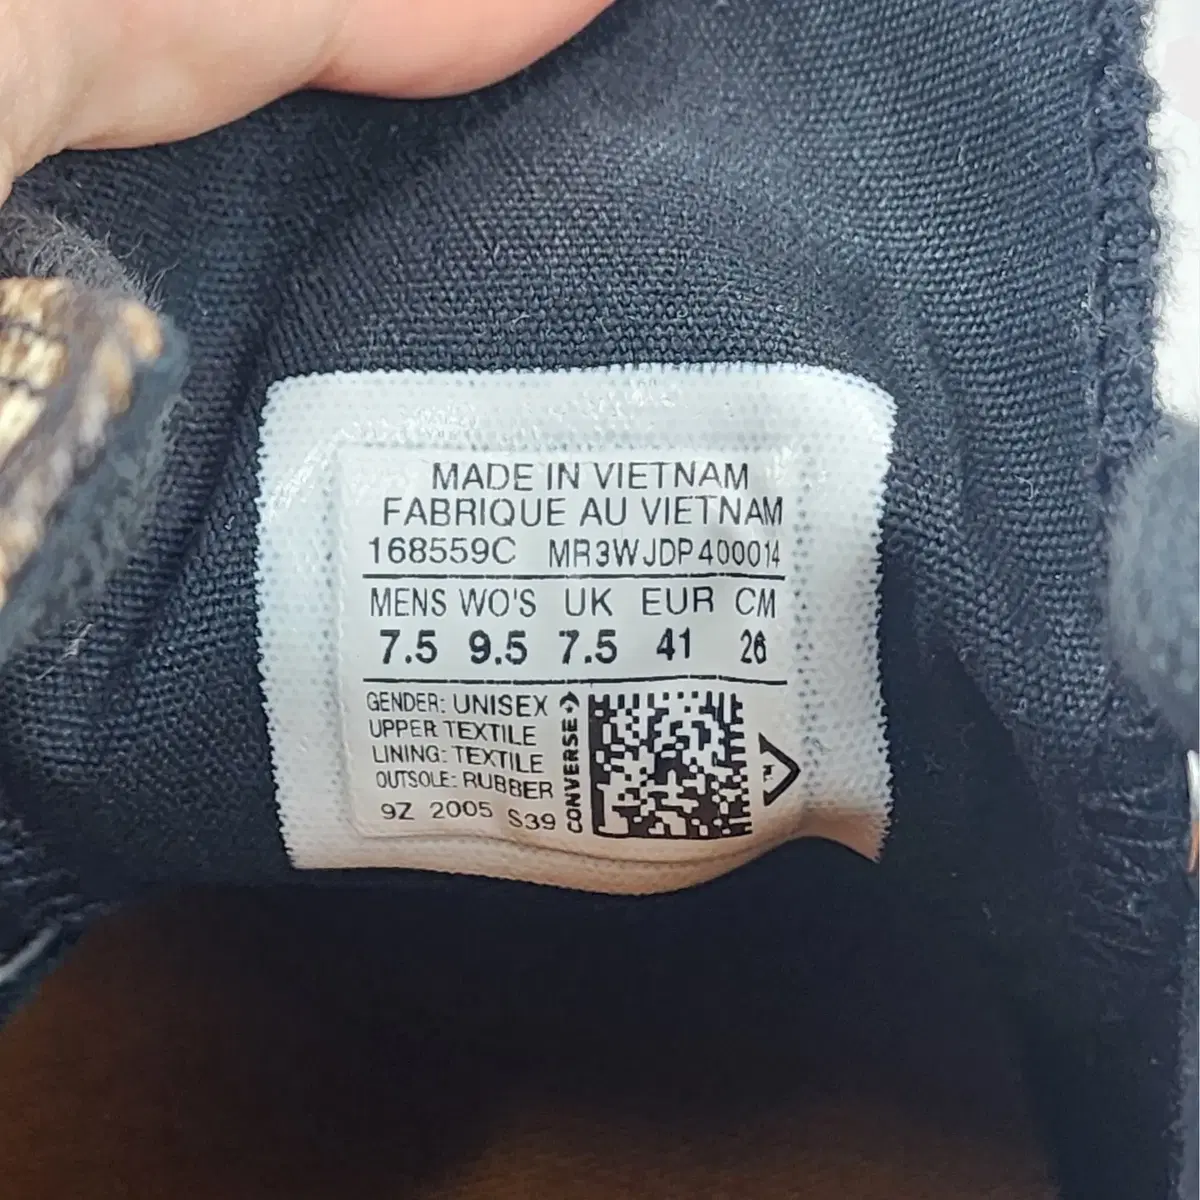 MADE IN VIETNAM
FABRIQUE AU VIETNAM
168559C MR3WJDP400014
MENS WO'S UK EUR CM
7.5 9.5 7.5 41 26
GENDER: UNISEX
UPPER TEXTILE
LINING: TEXTILE
OUTSOLE: RUBBER
9Z 2005 S39
CONVERSE